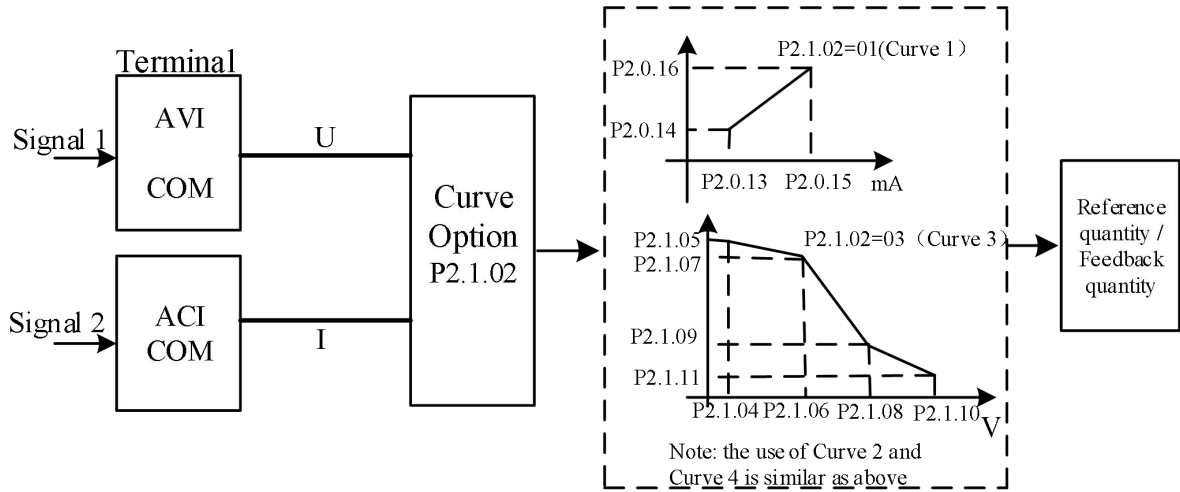 Terminal
Signal 1
AVI
COM
U
Signal 2
ACI
COM
I
Curve
Option
P2.1.02
P2.1.02=01(Curve 1)
P2.0.16
P2.0.14
P2.0.13
P2.0.15
mA
P2.1.02=03 (Curve 3)
P2.1.05
P2.1.07
P2.1.09
P2.1.11
P2.1.04
P2.1.06
P2.1.08
P2.1.10
V
Note: the use of Curve 2 and
Curve 4 is similar as above
Reference
quantity /
Feedback
quantity